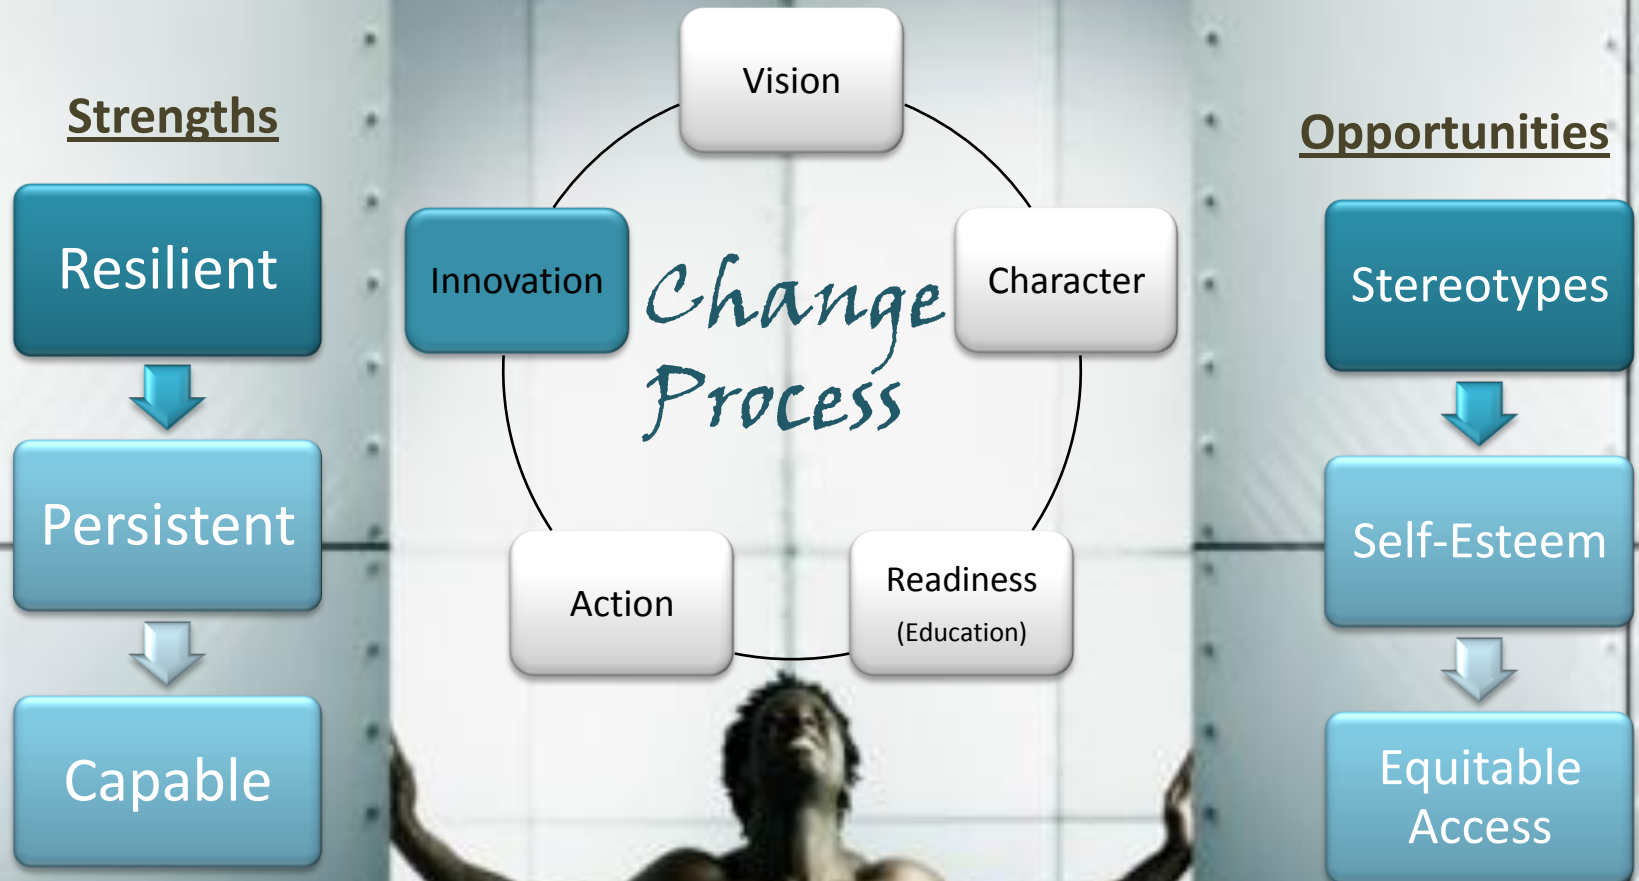 Strengths
Resilient
Persistent
Capable
Vision
Innovation
Character
Change
Process
Action
Readiness
(Education)
Opportunities
Stereotypes
Self-Esteem
Equitable
Access